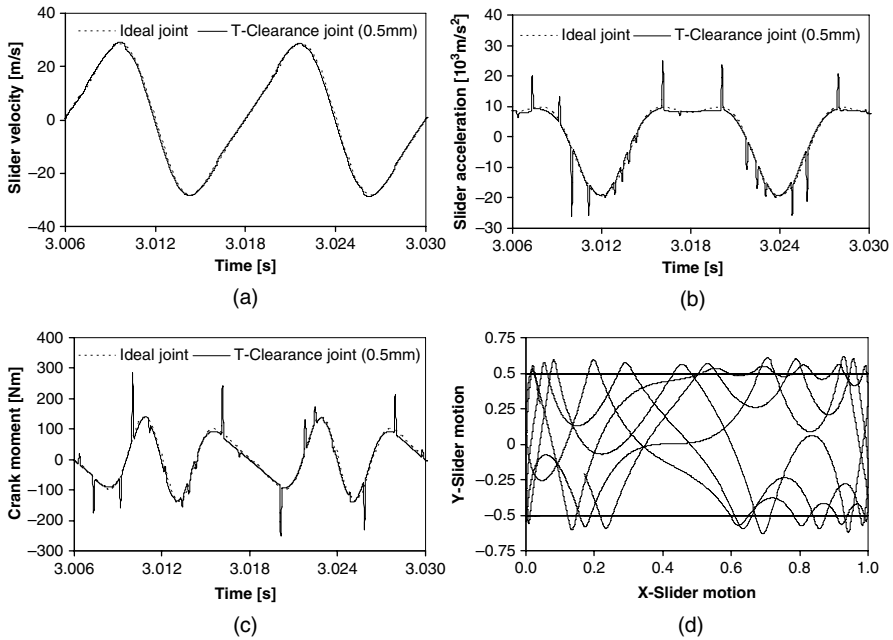 Ideal joint T-Clearance joint (0.5mm)
40
20
0
−20
−40
Slider velocity [m/s]
3.006 3.012 3.018 3.024 3.030
Time [s]
(a)
Ideal joint T-Clearance joint (0.5mm)
40
30
20
10
0
−10
−20
−30
Slider acceleration [10³m/s²]
3.006 3.012 3.018 3.024 3.030
Time [s]
(b)
Ideal joint T-Clearance joint (0.5mm)
400
300
200
100
0
−100
−200
−300
Crank moment [Nm]
3.006 3.012 3.018 3.024 3.030
Time [s]
(c)
0.75
0.5
0.25
0
−0.25
−0.5
−0.75
Y-Slider motion
0.0 0.2 0.4 0.6 0.8 1.0
X-Slider motion
(d)